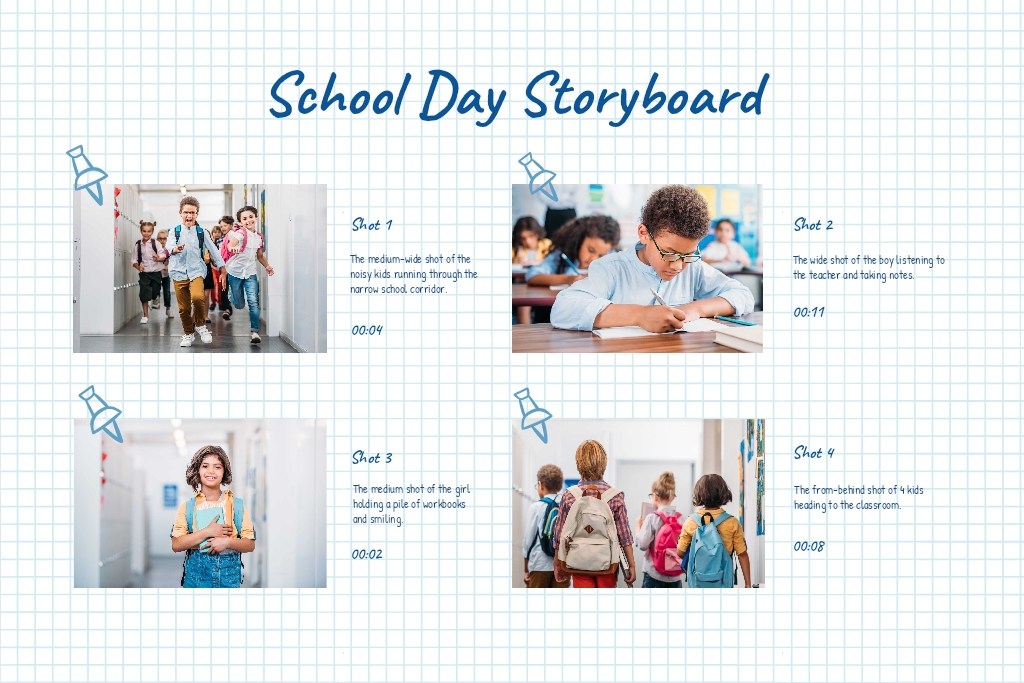 School Day Storyboard
Shot 1
The medium-wide shot of the
noisy kids running through the
narrow school corridor.
00:04
Shot 2
The wide shot of the boy listening to
the teacher and taking notes.
00:11
Shot 3
The medium shot of the girl
holding a pile of workbooks
and smiling.
00:02
Shot 4
The from-behind shot of 4 kids
heading to the classroom.
00:08